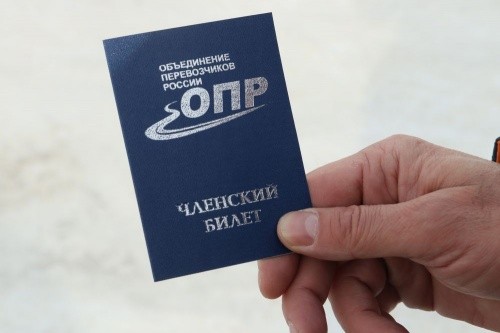 ОБЪЕДИНЕНИЕ
ПЕРЕВОЗЧИКОВ
РОССИИ
ОПР
ЧЛЕНСКИЙ
БИЛЕТ